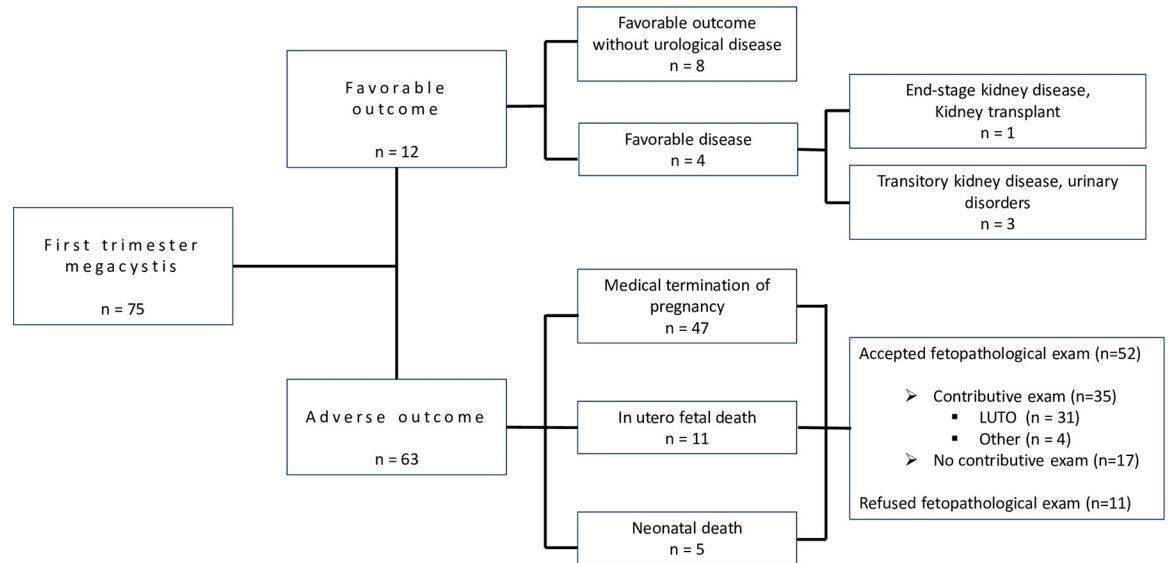 First trimester
megacystis
n = 75
Favorable
outcome
n = 12
Favorable outcome
without urological disease
n = 8
Favorable disease
n = 4
End-stage kidney disease,
Kidney transplant
n = 1
Transitory kidney disease, urinary
disorders
n = 3
Adverse outcome
n = 63
Medical termination of
pregnancy
n = 47
In utero fetal death
n = 11
Neonatal death
n = 5
Accepted fetopathological exam (n=52)
➢ Contributive exam (n=35)
▪ LUTO (n = 31)
▪ Other (n = 4)
➢ No contributive exam (n=17)
Refused fetopathological exam (n=11)